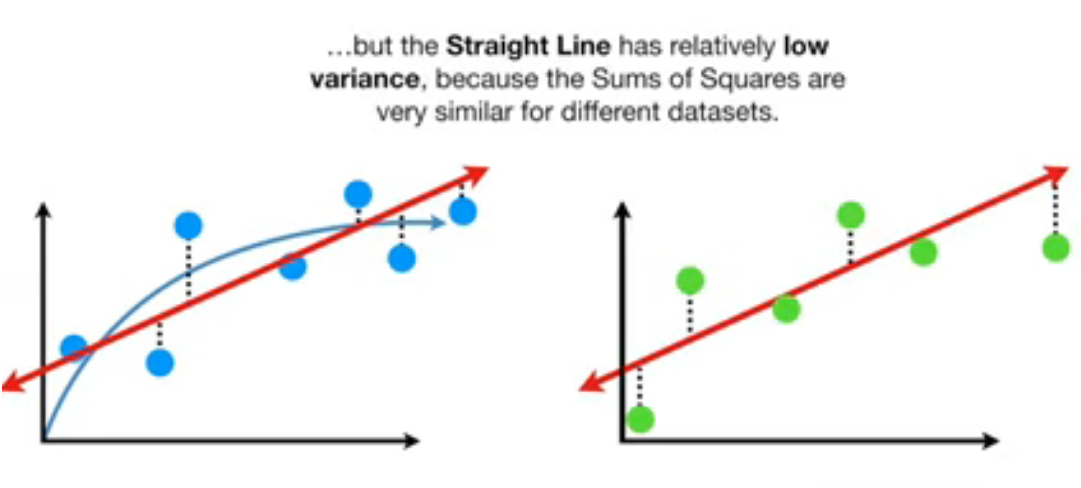 ...but the Straight Line has relatively low
variance, because the Sums of Squares are
very similar for different datasets.